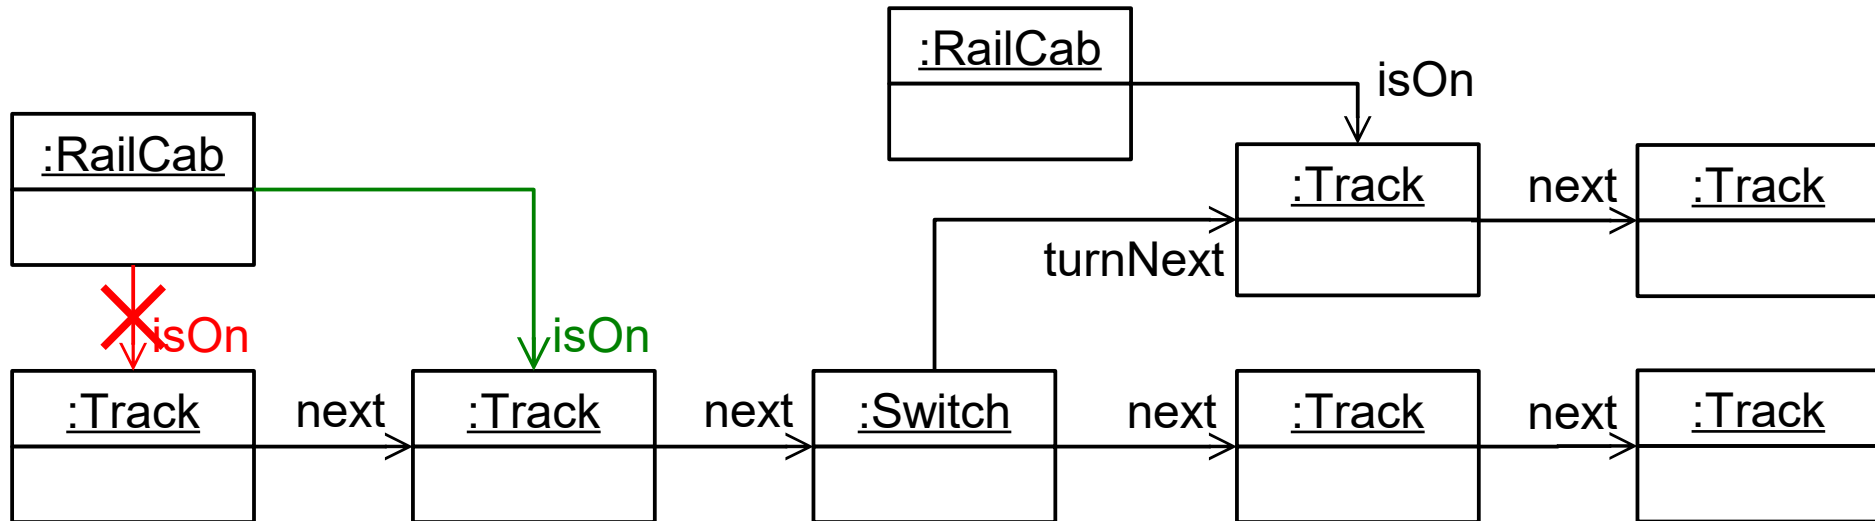 :RailCab
isOn
:RailCab
:Track
next
:Track
turnNext
isOn
isOn
:Track
next
:Track
next
:Switch
next
:Track
next
:Track